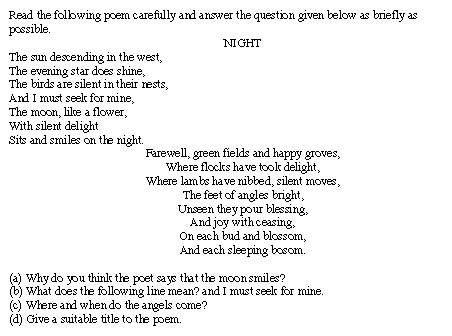 Read the following poem carefully and answer the question given below as briefly as
possible.
NIGHT
The sun descending in the west,
The evening star does shine,
The birds are silent in their nests,
And I must seek for mine,
The moon, like a flower,
With silent delight
Sits and smiles on the night.
Farewell, green fields and happy groves,
Where flocks have took delight,
Where lambs have nibbed, silent moves,
The feet of angles bright,
Unseen they pour blessing,
And joy with ceasing,
On each bud and blossom,
And each sleeping bosom.
(a) Why do you think the poet says that the moon smiles?
(b) What does the following line mean? and I must seek for mine.
(c) Where and when do the angels come?
(d) Give a suitable title to the poem.